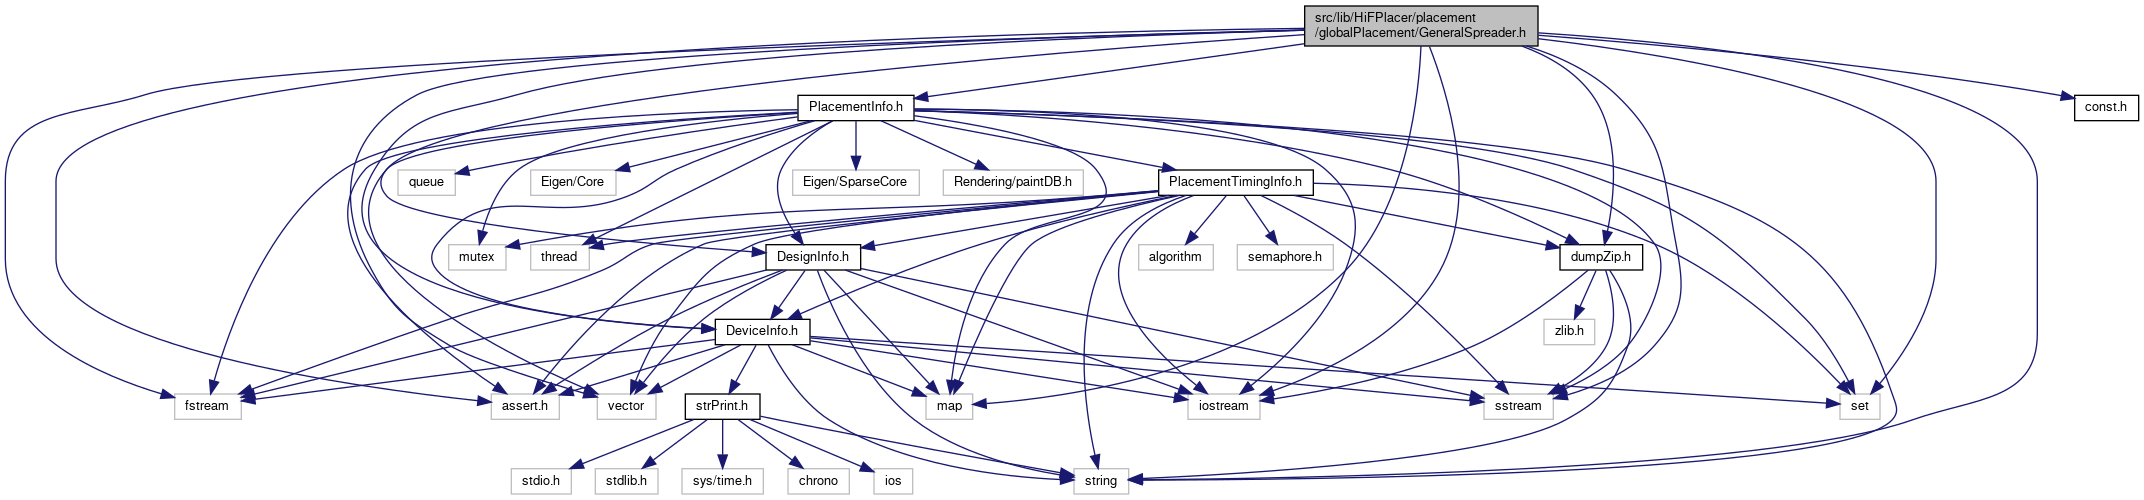 src/lib/HiFPlacer/placement
/globalPlacement/GeneralSpreader.h
PlacementInfo.h
const.h
queue
Eigen/Core
Eigen/SparseCore
Rendering/paintDB.h
PlacementTimingInfo.h
mutex
thread
DesignInfo.h
algorithm
semaphore.h
dumpZip.h
DeviceInfo.h
zlib.h
fstream
assert.h
vector
strPrint.h
map
iostream
sstream
set
stdio.h
stdlib.h
sys/time.h
chrono
ios
string